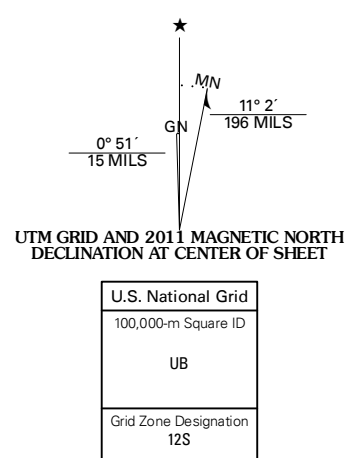 ★
MN
11° 2´
196 MILS
GN
0° 51´
15 MILS
UTM GRID AND 2011 MAGNETIC NORTH
DECLINATION AT CENTER OF SHEET
U.S. National Grid
100,000-m Square ID
UB
Grid Zone Designation
12S